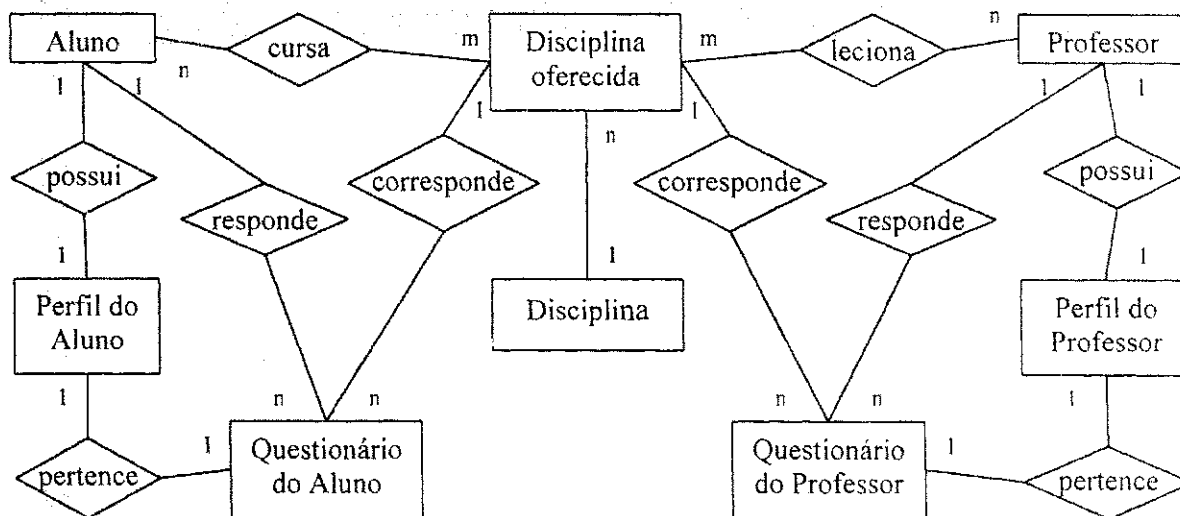 Aluno
n
cursa
m
Disciplina
oferecida
m
leciona
n
Professor
1
1
1
n
1
1
1
possui
responde
corresponde
corresponde
responde
possui
1
1
1
Perfil do
Aluno
Disciplina
Perfil do
Professor
1
n
n
n
n
1
pertence
1
Questionário
do Aluno
Questionário
do Professor
1
pertence